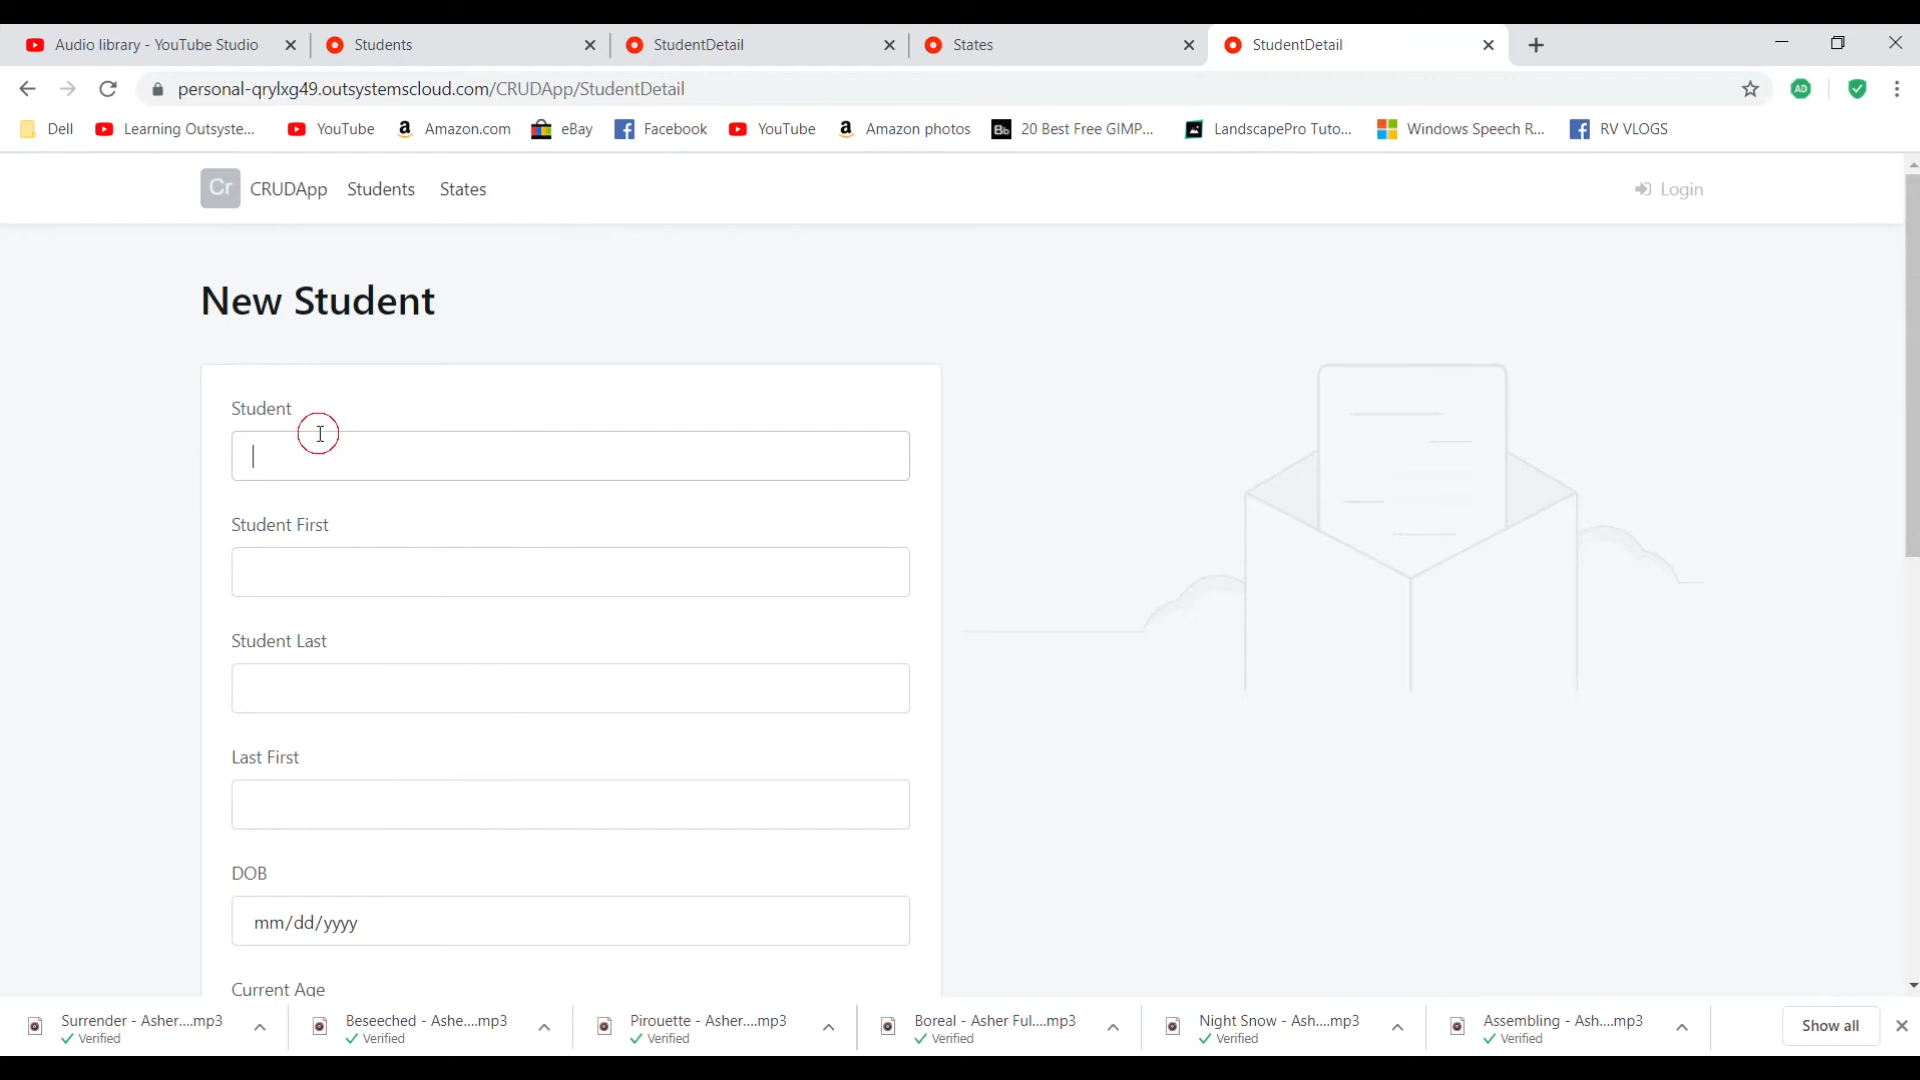 Audio library - YouTube Studio
Students
StudentDetail
States
StudentDetail
personal-qrylxg49.outsystemscloud.com/CRUDApp/StudentDetail
AD
Dell
Learning Outsyste...
YouTube
Amazon.com
eBay
Facebook
YouTube
Amazon photos
20 Best Free GIMP...
LandscapePro Tuto...
Windows Speech R...
RV VLOGS
Cr
CRUDApp
Students
States
Login
New Student
Student
Student First
Student Last
Last First
DOB
mm/dd/yyyy
Current Age
Surrender - Asher....mp3
Verified
Beseeched - Ashe....mp3
Verified
Pirouette - Asher....mp3
Verified
Boreal - Asher Ful....mp3
Verified
Night Snow - Ash....mp3
Verified
Assembling - Ash....mp3
Verified
Show all